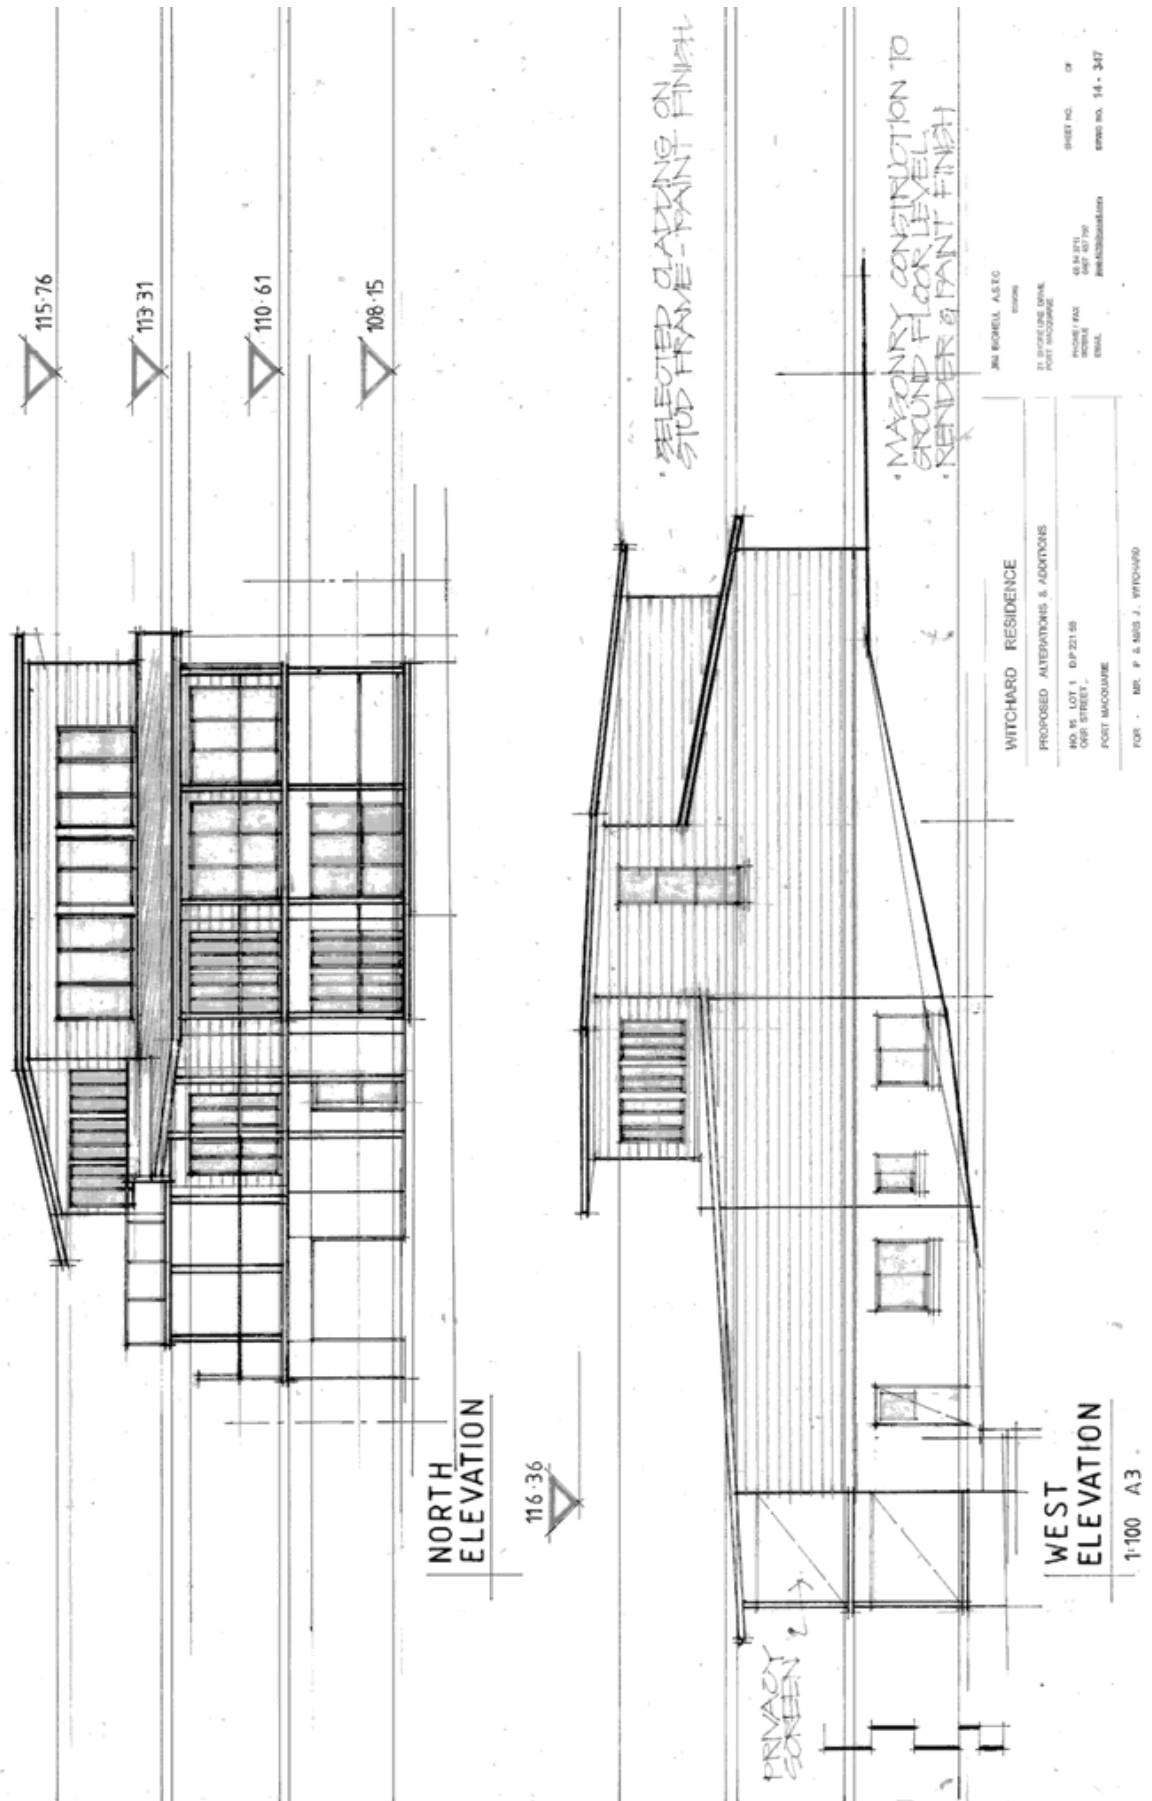 115·76
113·31
110·61
108·15
NORTH
ELEVATION
116·36
· SELECTED CLADDING ON
STUD FRAME - PAINT FINISH
· MASONRY CONSTRUCTION TO
GROUND FLOOR LEVEL
· RENDER & PAINT FINISH
PRIVACY
SCREEN
WEST
ELEVATION
1:100 A3
WITCHARD RESIDENCE
PROPOSED ALTERATIONS & ADDITIONS
ORR STREET
PORT MACQUARIE
FOR - MR. P & MRS J. WITCHARD
PORT MACQUARIE
PHONE / FAX
MOBILE
EMAIL
SHEET NO. OF
DRWG NO. 14 - 347